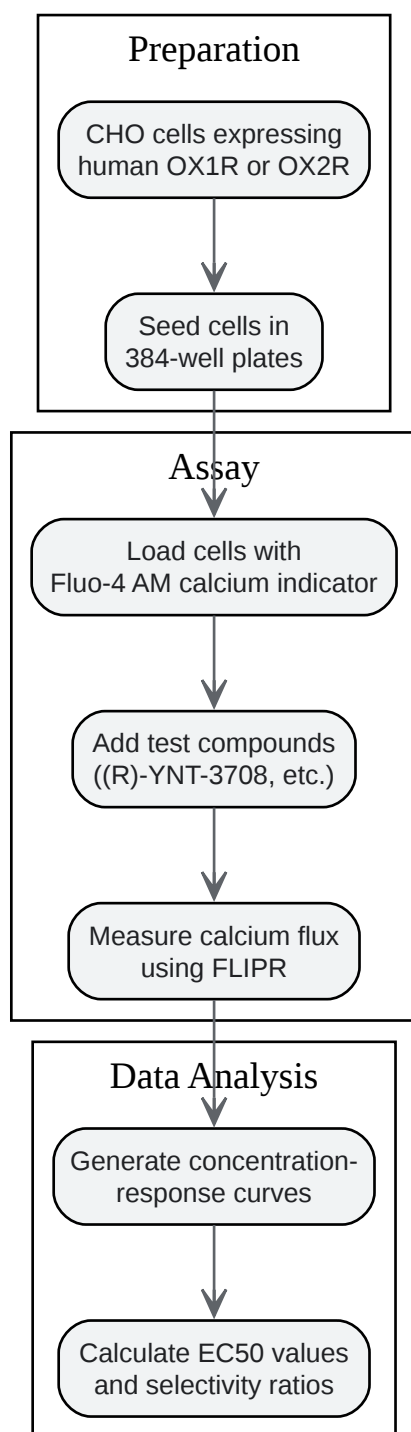 Preparation
CHO cells expressing
human OX1R or OX2R
Seed cells in
384-well plates
Assay
Load cells with
Fluo-4 AM calcium indicator
Add test compounds
((R)-YNT-3708, etc.)
Measure calcium flux
using FLIPR
Data Analysis
Generate concentration-
response curves
Calculate EC50 values
and selectivity ratios